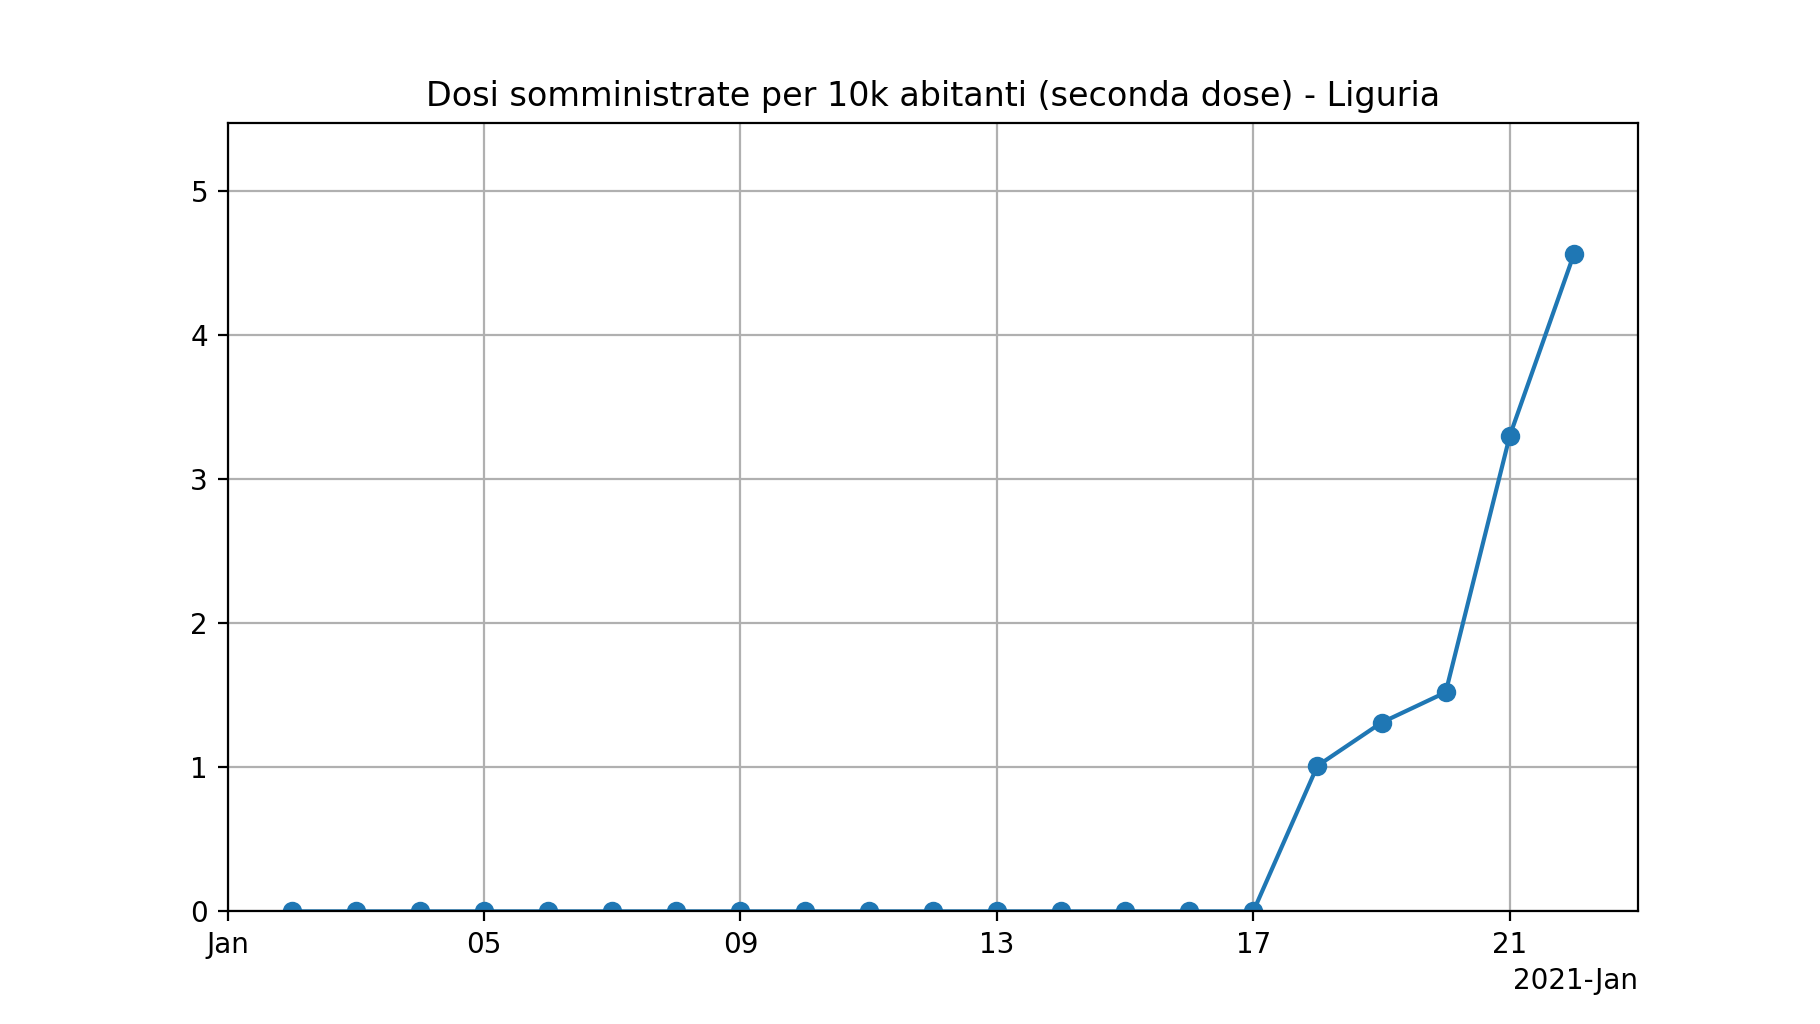 Dosi somministrate per 10k abitanti (seconda dose) - Liguria
5
4
3
2
1
0
Jan 05 09 13 17 21
2021-Jan